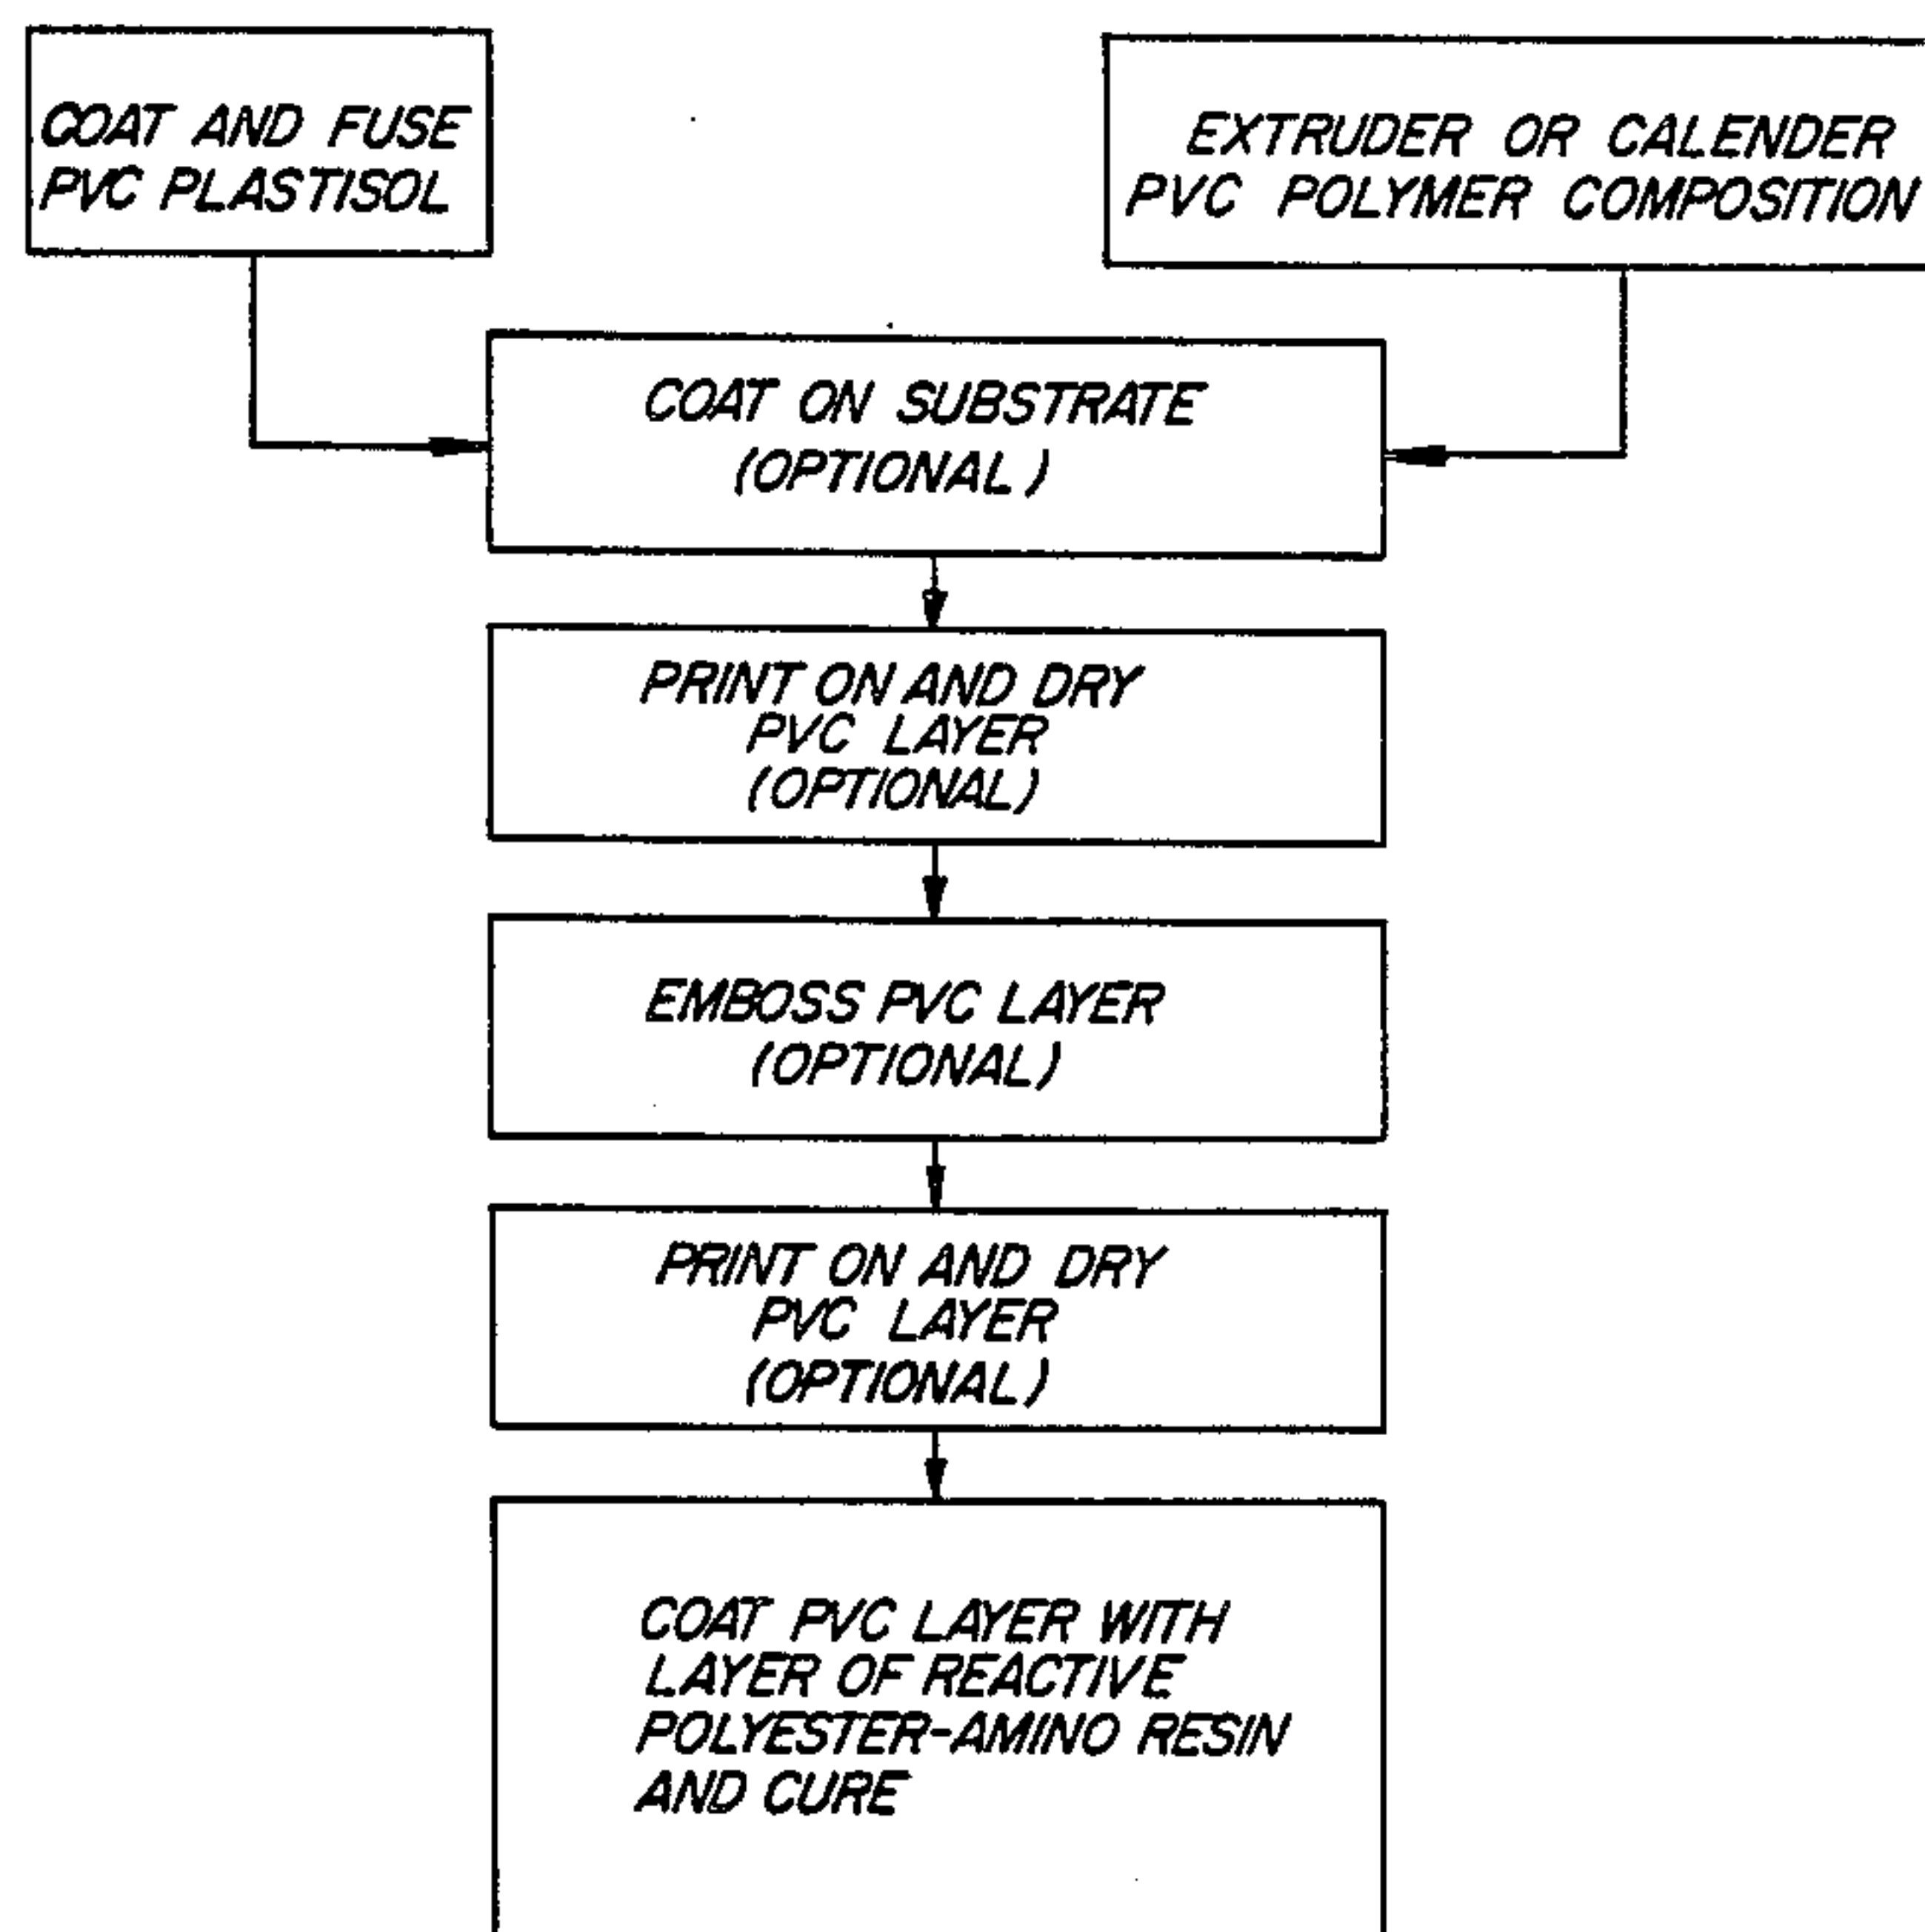 COAT AND FUSE
PVC PLASTISOL
EXTRUDER OR CALENDER
PVC POLYMER COMPOSITION
COAT ON SUBSTRATE
(OPTIONAL)
PRINT ON AND DRY
PVC LAYER
(OPTIONAL)
EMBOSS PVC LAYER
(OPTIONAL)
PRINT ON AND DRY
PVC LAYER
(OPTIONAL)
COAT PVC LAYER WITH
LAYER OF REACTIVE
POLYESTER-AMINO RESIN
AND CURE